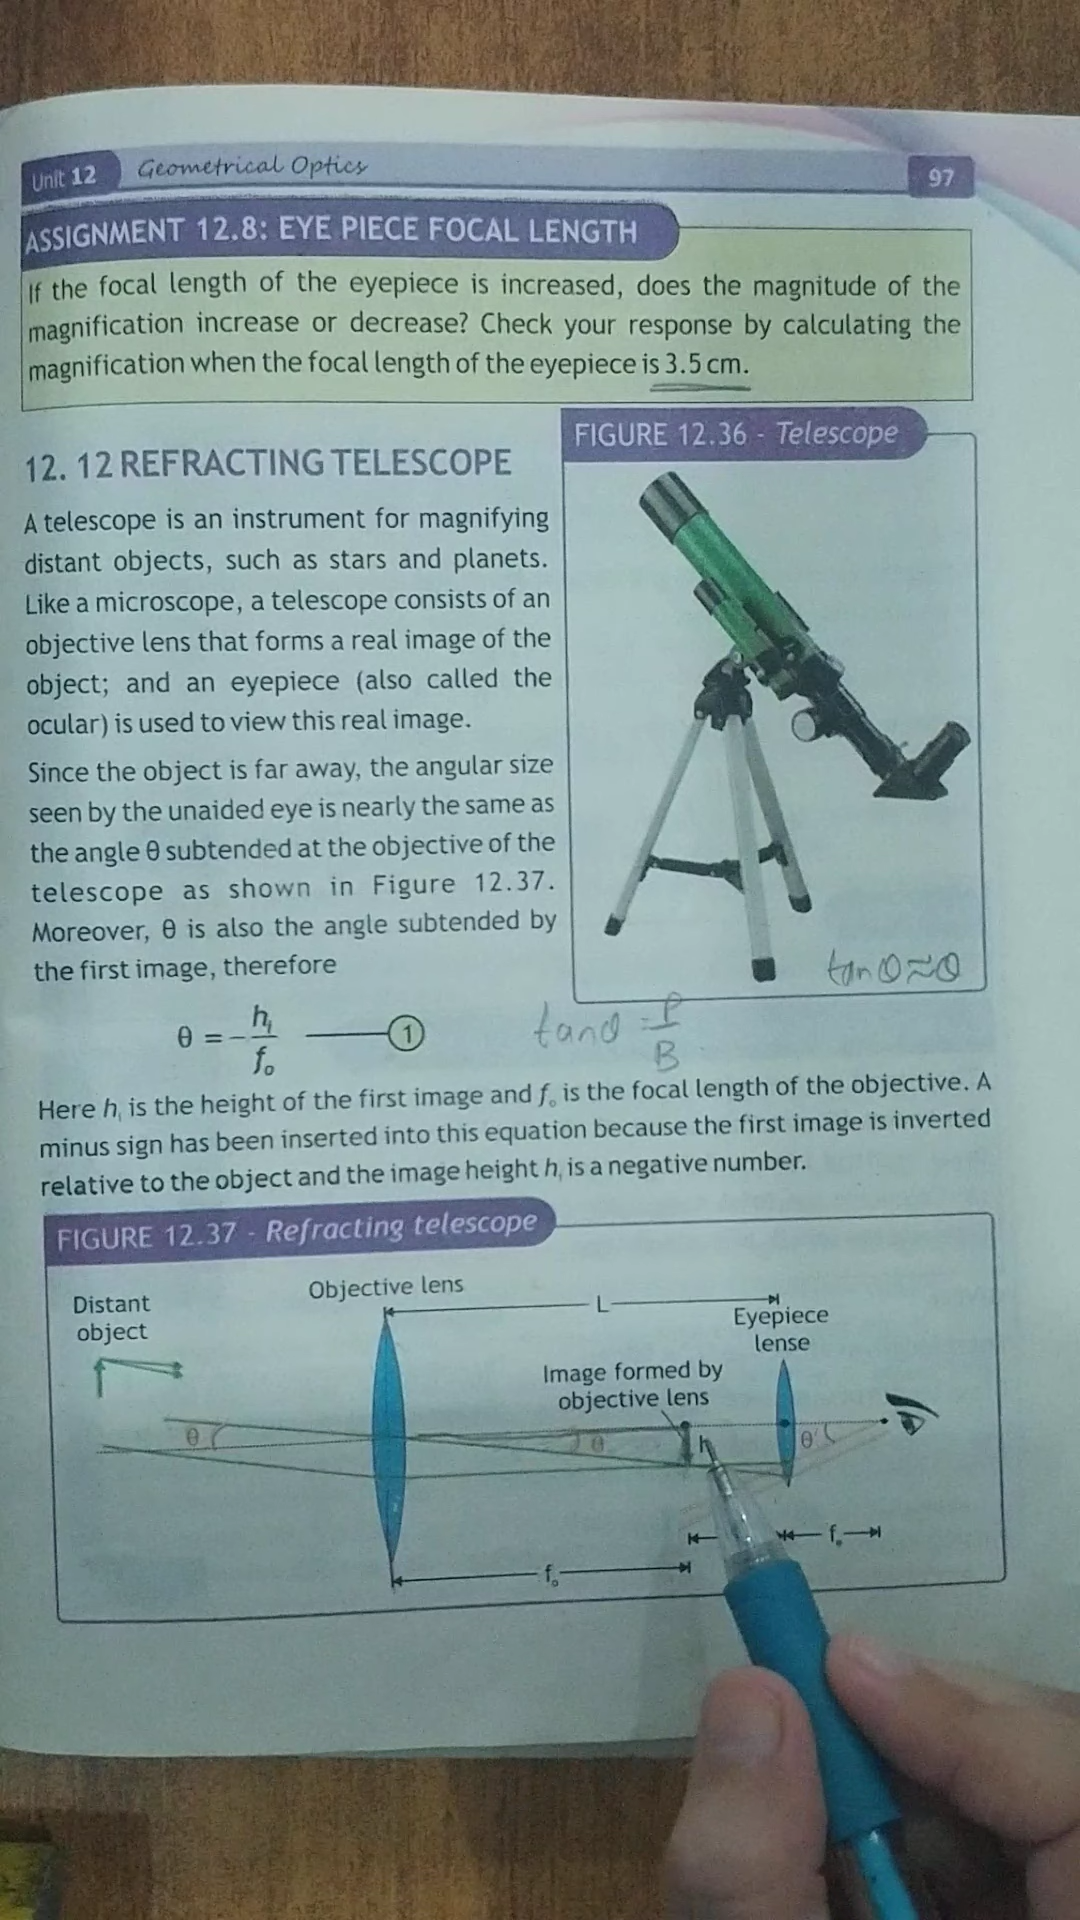 Unit 12 Geometrical Optics 97
ASSIGNMENT 12.8: EYE PIECE FOCAL LENGTH
If the focal length of the eyepiece is increased, does the magnitude of the
magnification increase or decrease? Check your response by calculating the
magnification when the focal length of the eyepiece is 3.5 cm.
FIGURE 12.36 - Telescope
12. 12 REFRACTING TELESCOPE
A telescope is an instrument for magnifying
distant objects, such as stars and planets.
Like a microscope, a telescope consists of an
objective lens that forms a real image of the
object; and an eyepiece (also called the
ocular) is used to view this real image.
Since the object is far away, the angular size
seen by the unaided eye is nearly the same as
the angle θ subtended at the objective of the
telescope as shown in Figure 12.37.
Moreover, θ is also the angle subtended by
the first image, therefore
tan θ ≈ θ
θ = - hᵢ / fₒ ——— 1
tan θ = P / B
Here hᵢ is the height of the first image and fₒ is the focal length of the objective. A
minus sign has been inserted into this equation because the first image is inverted
relative to the object and the image height hᵢ is a negative number.
FIGURE 12.37 - Refracting telescope
Distant
object
Objective lens
L
Eyepiece
lense
Image formed by
objective lens
θ
θ
h
θ'
fₑ
fₒ